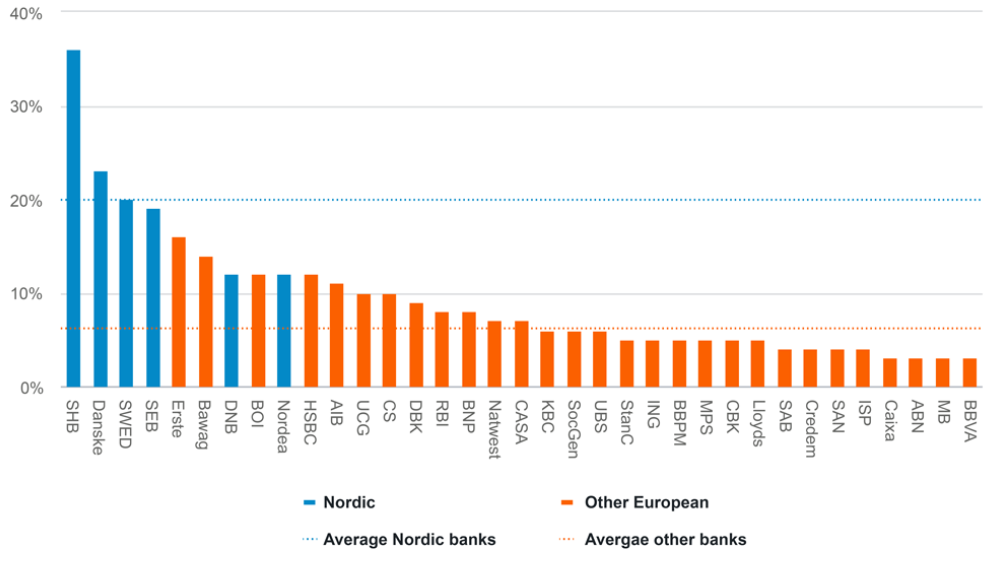 40%
30%
20%
10%
0%
SHB
Danske
SWED
SEB
Erste
Bawag
DNB
BOI
Nordea
HSBC
AIB
UCG
CS
DBK
RBI
BNP
Natwest
CASA
KBC
SocGen
UBS
StanC
ING
BBPM
MPS
CBK
Lloyds
SAB
Credem
SAN
ISP
Caixa
ABN
MB
BBVA
Nordic
Other European
Average Nordic banks
Avergae other banks